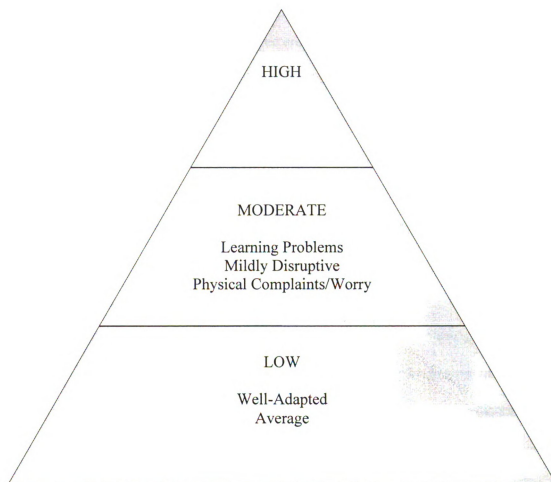 HIGH
MODERATE
Learning Problems
Mildly Disruptive
Physical Complaints/Worry
LOW
Well-Adapted
Average